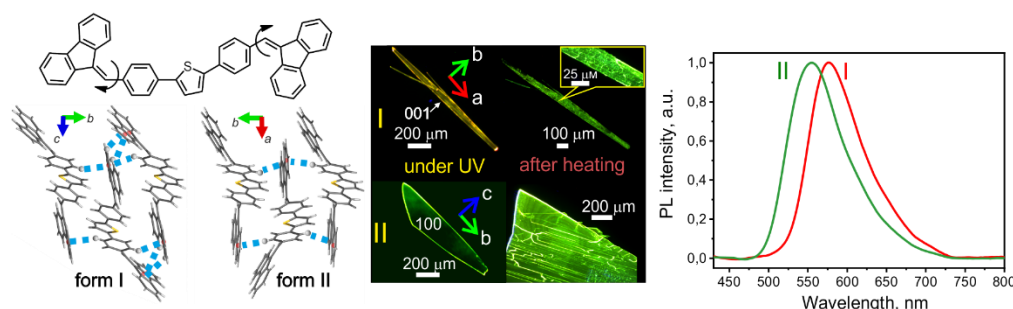 b
c
b
a
form I
form II
I
b
a
001
200 μm
under UV
25 μм
100 μm
after heating
II
c
b
100
200 μm
200 μm
II
I
PL intensity, a.u.
1,0
0,8
0,6
0,4
0,2
0,0
450 500 550 600 650 700 750 800
Wavelength, nm